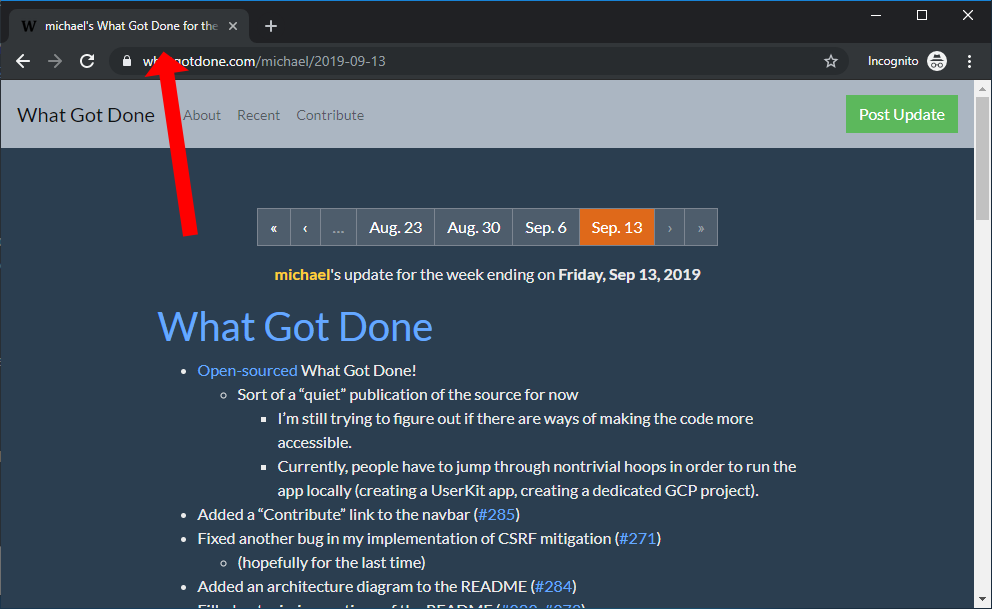 W michael's What Got Done for the
gotdone.com/michael/2019-09-13
Incognito
What Got Done About Recent Contribute Post Update
« ‹ ... Aug. 23 Aug. 30 Sep. 6 Sep. 13 › »
michael's update for the week ending on Friday, Sep 13, 2019
What Got Done
• Open-sourced What Got Done!
◦ Sort of a “quiet” publication of the source for now
▪ I’m still trying to figure out if there are ways of making the code more
accessible.
▪ Currently, people have to jump through nontrivial hoops in order to run the
app locally (creating a UserKit app, creating a dedicated GCP project).
• Added a “Contribute” link to the navbar (#285)
• Fixed another bug in my implementation of CSRF mitigation (#271)
◦ (hopefully for the last time)
• Added an architecture diagram to the README (#284)